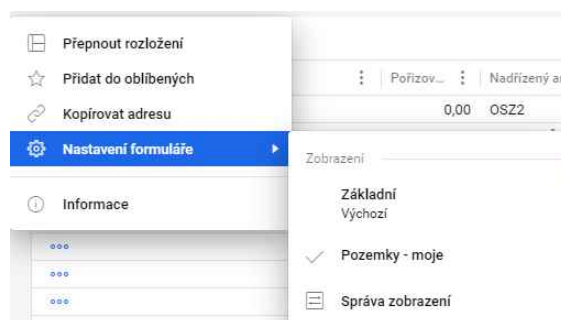 Přepnout rozložení
Přidat do oblíbených
Kopírovat adresu
Nastavení formuláře
Informace
Pořizov...
Nadřízený
0,00 OSZ2
Zobrazení
Základní
Výchozí
Pozemky - moje
Správa zobrazení